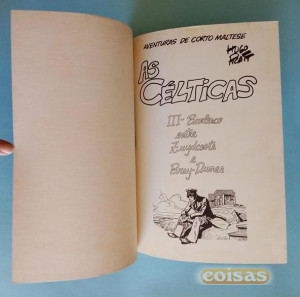 AVENTURAS DE CORTO MALTESE
HUGO
PRATT
AS
CÉLTICAS
III - Burlesco
entre
Zuydcoote
e
Bray-Dunes
coisas